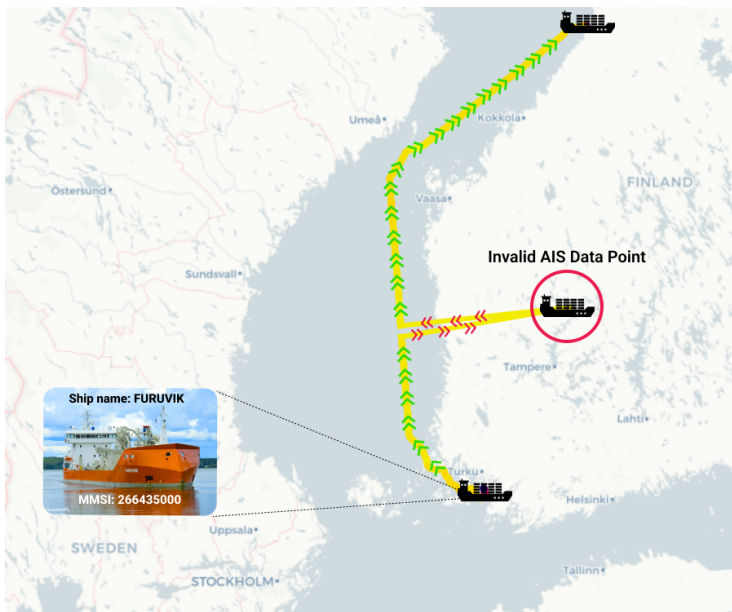 Umeå
Kokkola
Östersund
Vaasa
FINLAND
Invalid AIS Data Point
Sundsvall
Tampere
Ship name: FURUVIK
Lahti
FURUVIK
MMSI: 266435000
Turku
Helsinki
Uppsala
SWEDEN
Tallinn
STOCKHOLM